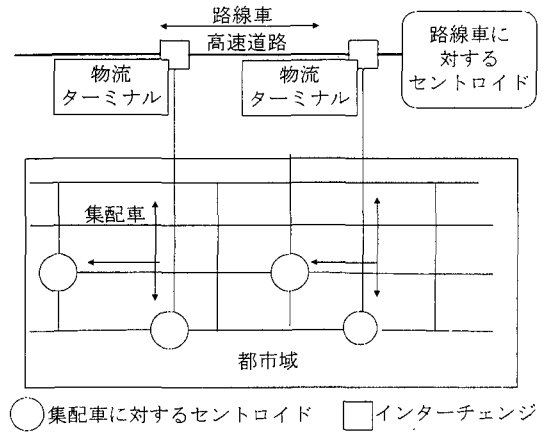 路線車
高速道路
路線車に
対する
セントロイド
物流
ターミナル
物流
ターミナル
集配車
都市域
集配車に対するセントロイド
インターチェンジ